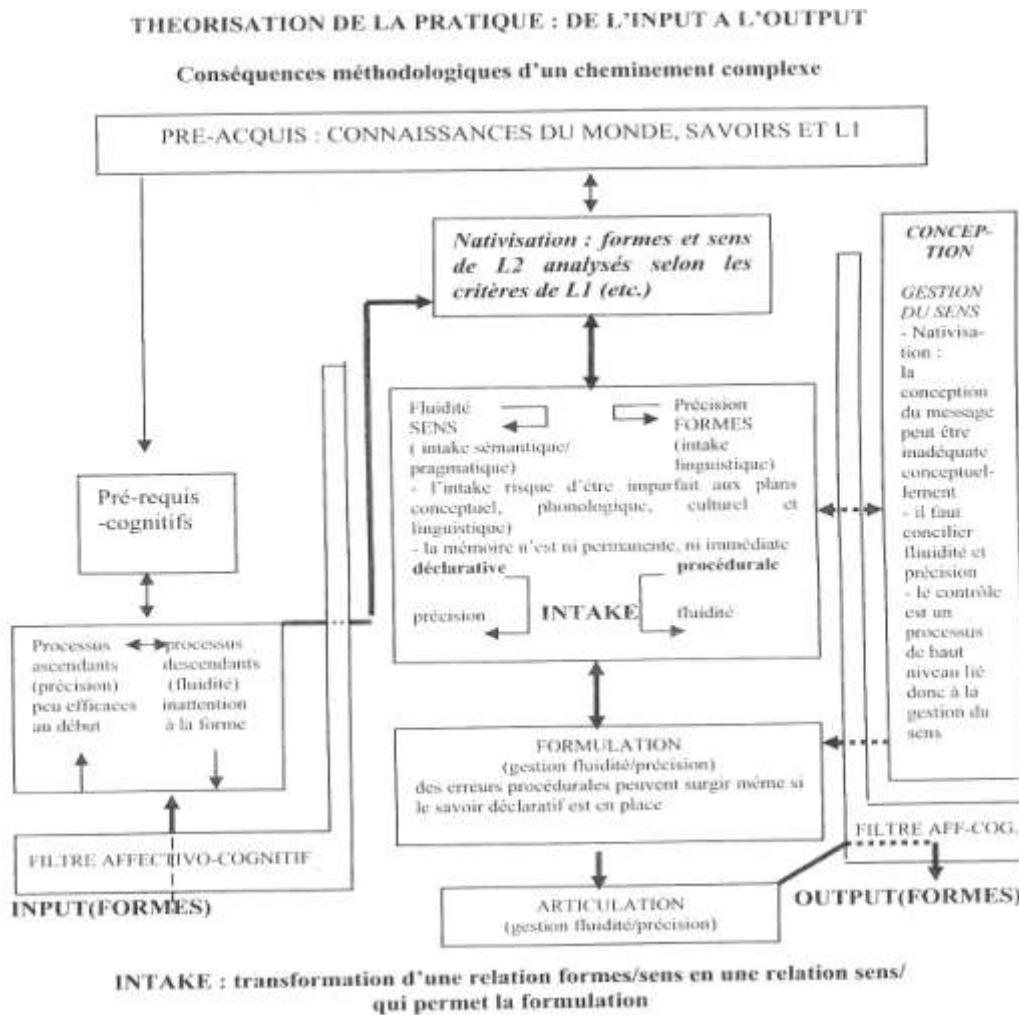 THEORISATION DE LA PRATIQUE : DE L'INPUT A L'OUTPUT
Conséquences méthodologiques d'un cheminement complexe
PRE-ACQUIS : CONNAISSANCES DU MONDE, SAVOIRS ET L1
Nativisation : formes et sens
de L2 analysés selon les
critères de L1 (etc.)
CONCEP-
TION
GESTION
DU SENS
- Nativisa-
tion :
la
conception
du message
peut être
inadéquate
conceptuel-
lement
- il faut
concilier
fluidité et
précision
- le contrôle
est un
processus
de haut
niveau lié
donc à la
gestion du
sens
Fluidité
SENS
( intake sémantique/
pragmatique)
Précision
FORMES
(intake
linguistique)
- l'intake risque d'être imparfait aux plans
conceptuel, phonologique, culturel et
linguistique)
- la mémoire n'est ni permanente, ni immédiate
déclarative procédurale
précision INTAKE fluidité
Pré-requis
-cognitifs
Processus
ascendants
(précision)
peu efficaces
au début
processus
descendants
(fluidité)
inattention
à la forme
FORMULATION
(gestion fluidité/précision)
des erreurs procédurales peuvent surgir même si
le savoir déclaratif est en place
FILTRE AFFECTIVO-COGNITIF
FILTRE AFF-COG.
INPUT(FORMES)
ARTICULATION
(gestion fluidité/précision)
OUTPUT(FORMES)
INTAKE : transformation d'une relation formes/sens en une relation sens/
qui permet la formulation